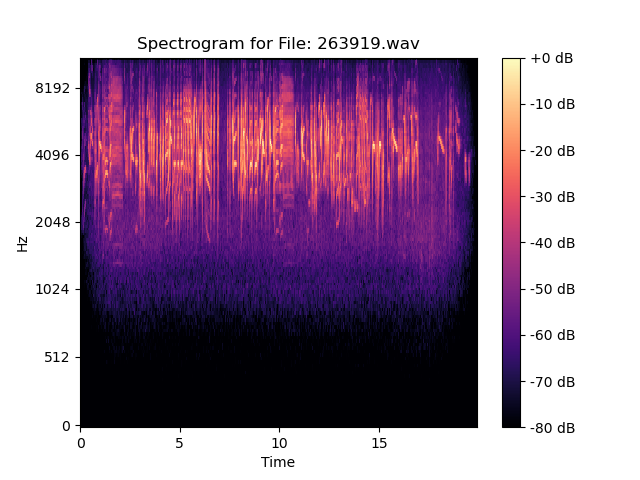 Spectrogram for File: 263919.wav
8192
4096
2048
1024
512
0
Hz
0
5
10
15
Time
+0 dB
-10 dB
-20 dB
-30 dB
-40 dB
-50 dB
-60 dB
-70 dB
-80 dB